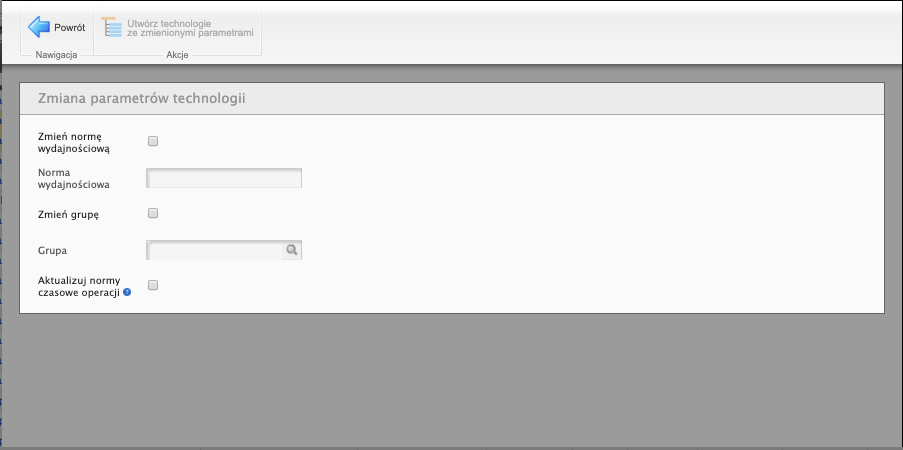 Powrót
Utwórz technologie
ze zmienionymi parametrami
Nawigacja
Akcje
Zmiana parametrów technologii
Zmień normę
wydajnościową
Norma
wydajnościowa
Zmień grupę
Grupa
Aktualizuj normy
czasowe operacji ?